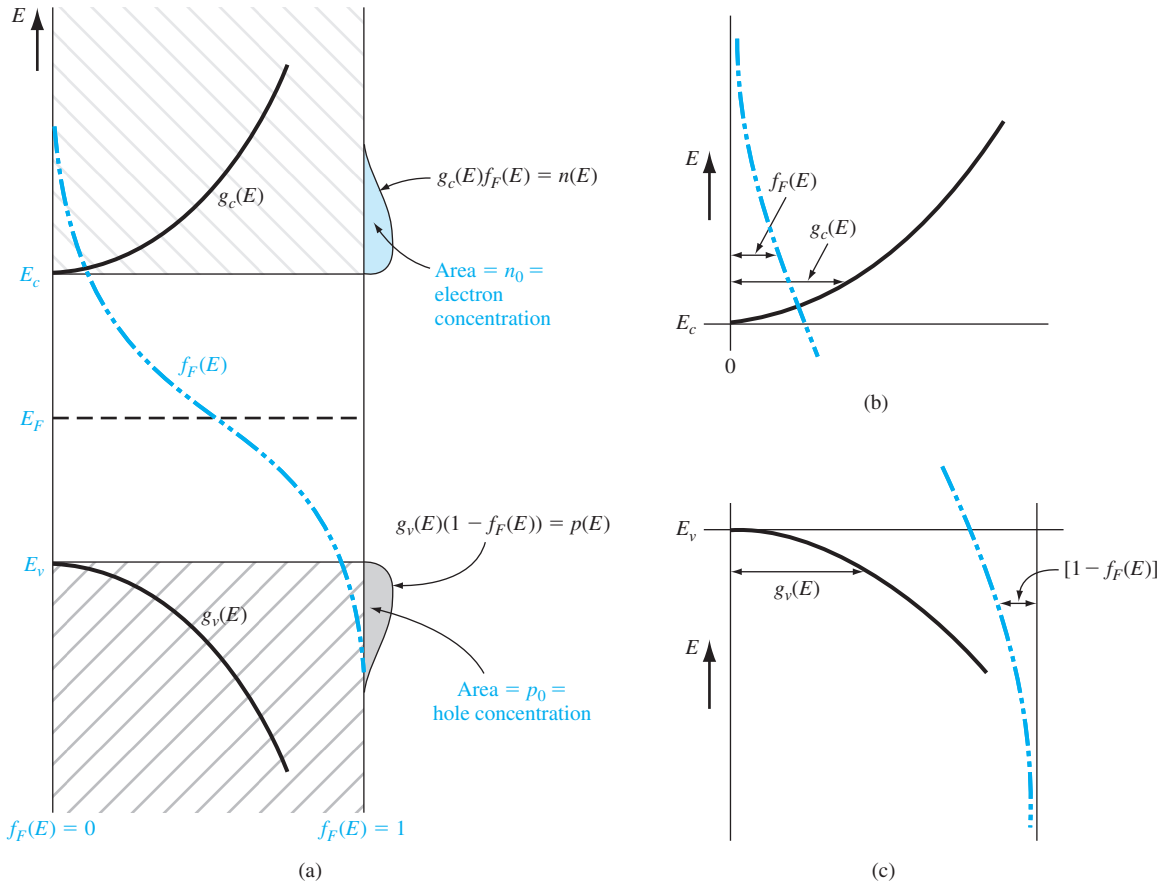 E
g_c(E)
g_c(E)f_F(E) = n(E)
E_c
Area = n_0 =
electron
concentration
f_F(E)
E_F
g_v(E)(1 − f_F(E)) = p(E)
E_v
g_v(E)
Area = p_0 =
hole concentration
f_F(E) = 0
f_F(E) = 1
(a)
E
f_F(E)
g_c(E)
E_c
0
(b)
E_v
g_v(E)
[1 − f_F(E)]
E
(c)